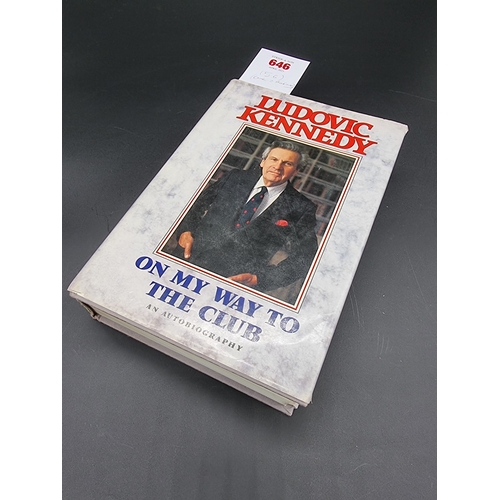 646
LUDOVIC
KENNEDY
ON MY WAY TO
THE CLUB
AN AUTOBIOGRAPHY